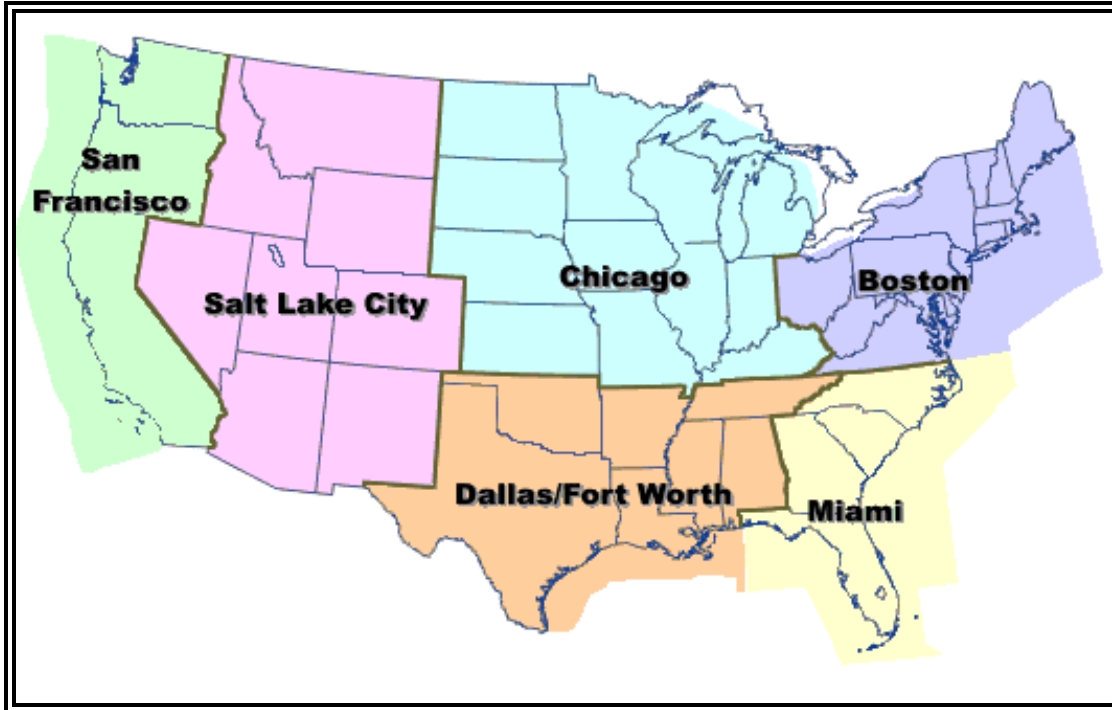 San
Francisco
Salt Lake City
Chicago
Boston
Dallas/Fort Worth
Miami